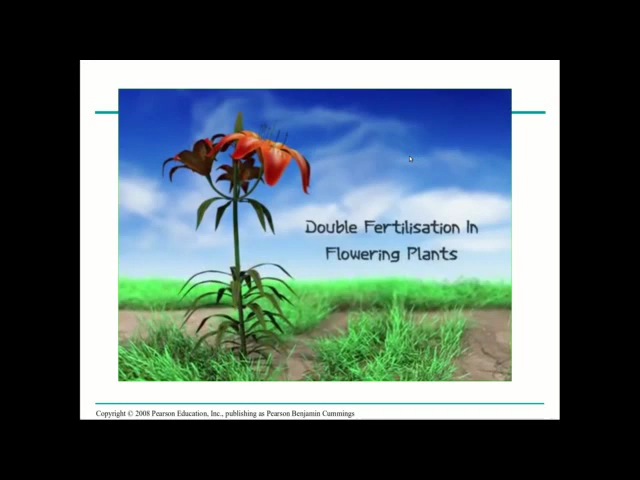 Double Fertilisation In
Flowering Plants
Copyright © 2008 Pearson Education, Inc., publishing as Pearson Benjamin Cummings